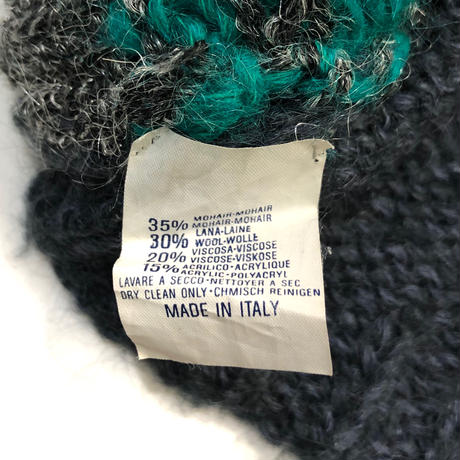 35% MOHAIR-MOHAIR
MOHAIR-MOHAIR
30% LANA-LAINE
WOOL-WOLLE
20% VISCOSA-VISCOSE
VISCOSE-VISKOSE
15% ACRILICO·ACRYLIQUE
ACRYLIC-POLYACRYL
LAVARE A SECCO·NETTOYER A SEC
DRY CLEAN ONLY·CHMISCH REINIGEN
MADE IN ITALY